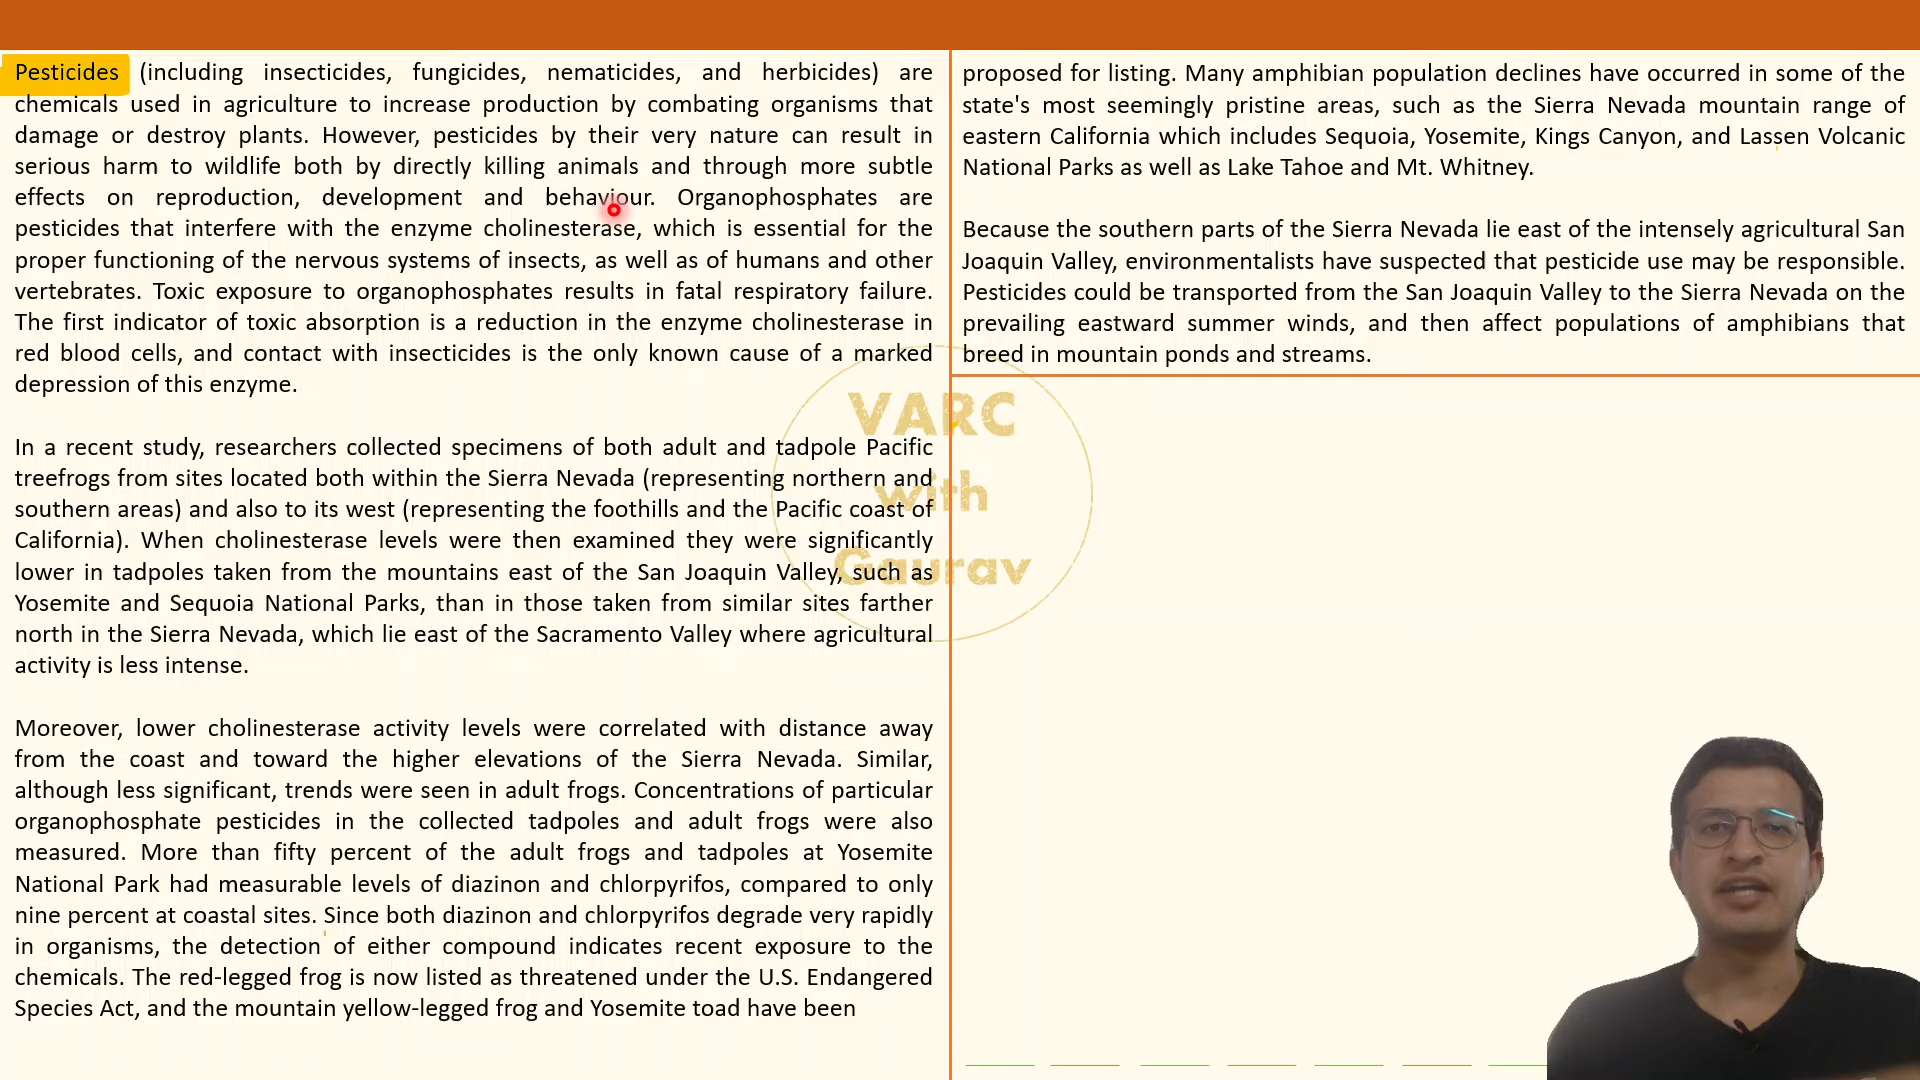 Pesticides (including insecticides, fungicides, nematicides, and herbicides) are
chemicals used in agriculture to increase production by combating organisms that
damage or destroy plants. However, pesticides by their very nature can result in
serious harm to wildlife both by directly killing animals and through more subtle
effects on reproduction, development and behaviour. Organophosphates are
pesticides that interfere with the enzyme cholinesterase, which is essential for the
proper functioning of the nervous systems of insects, as well as of humans and other
vertebrates. Toxic exposure to organophosphates results in fatal respiratory failure.
The first indicator of toxic absorption is a reduction in the enzyme cholinesterase in
red blood cells, and contact with insecticides is the only known cause of a marked
depression of this enzyme.
In a recent study, researchers collected specimens of both adult and tadpole Pacific
treefrogs from sites located both within the Sierra Nevada (representing northern and
southern areas) and also to its west (representing the foothills and the Pacific coast of
California). When cholinesterase levels were then examined they were significantly
lower in tadpoles taken from the mountains east of the San Joaquin Valley, such as
Yosemite and Sequoia National Parks, than in those taken from similar sites farther
north in the Sierra Nevada, which lie east of the Sacramento Valley where agricultural
activity is less intense.
Moreover, lower cholinesterase activity levels were correlated with distance away
from the coast and toward the higher elevations of the Sierra Nevada. Similar,
although less significant, trends were seen in adult frogs. Concentrations of particular
organophosphate pesticides in the collected tadpoles and adult frogs were also
measured. More than fifty percent of the adult frogs and tadpoles at Yosemite
National Park had measurable levels of diazinon and chlorpyrifos, compared to only
nine percent at coastal sites. Since both diazinon and chlorpyrifos degrade very rapidly
in organisms, the detection of either compound indicates recent exposure to the
chemicals. The red-legged frog is now listed as threatened under the U.S. Endangered
Species Act, and the mountain yellow-legged frog and Yosemite toad have been
proposed for listing. Many amphibian population declines have occurred in some of the
state's most seemingly pristine areas, such as the Sierra Nevada mountain range of
eastern California which includes Sequoia, Yosemite, Kings Canyon, and Lassen Volcanic
National Parks as well as Lake Tahoe and Mt. Whitney.
Because the southern parts of the Sierra Nevada lie east of the intensely agricultural San
Joaquin Valley, environmentalists have suspected that pesticide use may be responsible.
Pesticides could be transported from the San Joaquin Valley to the Sierra Nevada on the
prevailing eastward summer winds, and then affect populations of amphibians that
breed in mountain ponds and streams.
VARC
with
Gaurav